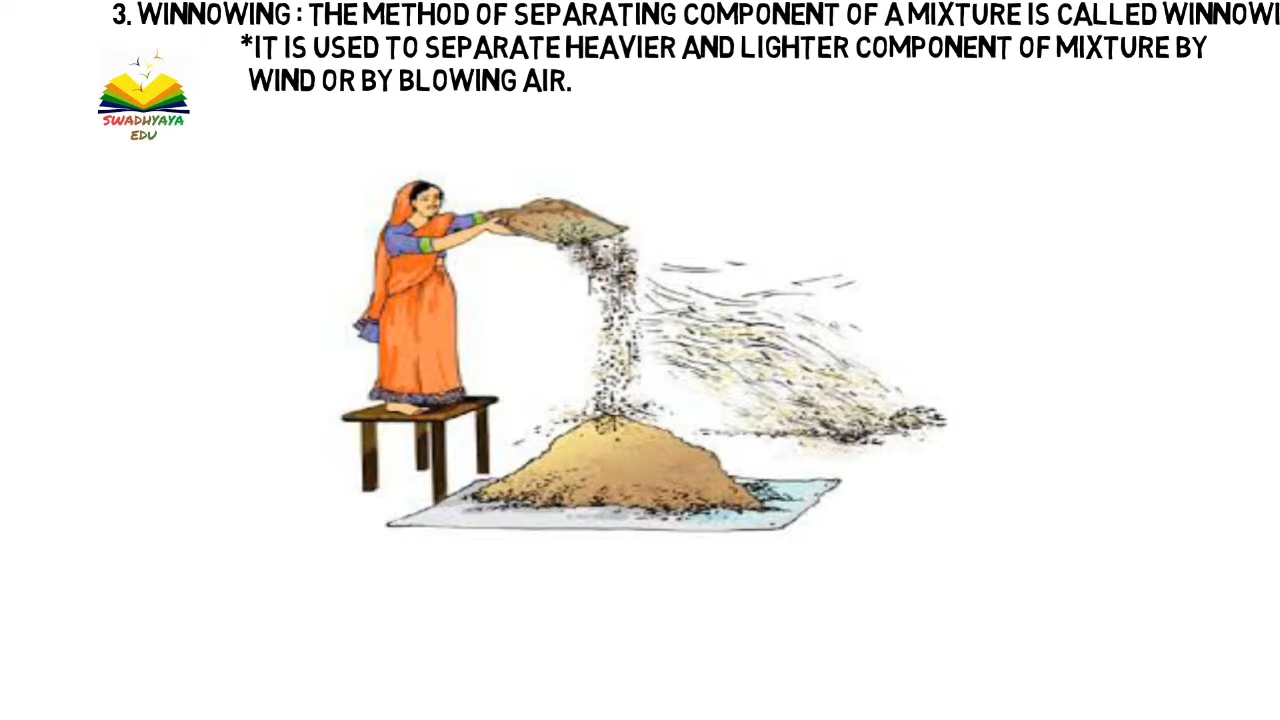 3. WINNOWING : THE METHOD OF SEPARATING COMPONENT OF A MIXTURE IS CALLED WINNOWI
*IT IS USED TO SEPARATE HEAVIER AND LIGHTER COMPONENT OF MIXTURE BY
WIND OR BY BLOWING AIR.
SWADHYAYA
EDU